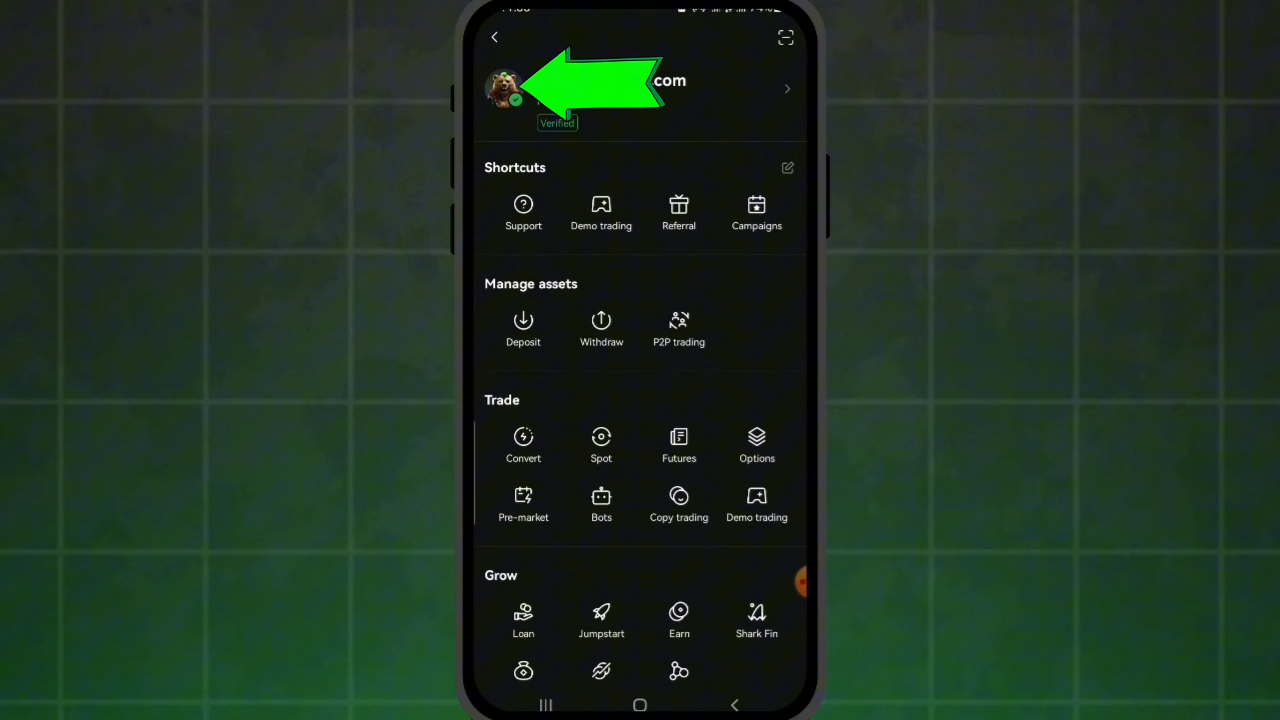 .com
Verified
Shortcuts
Support Demo trading Referral Campaigns
Manage assets
Deposit Withdraw P2P trading
Trade
Convert Spot Futures Options
Pre-market Bots Copy trading Demo trading
Grow
Loan Jumpstart Earn Shark Fin